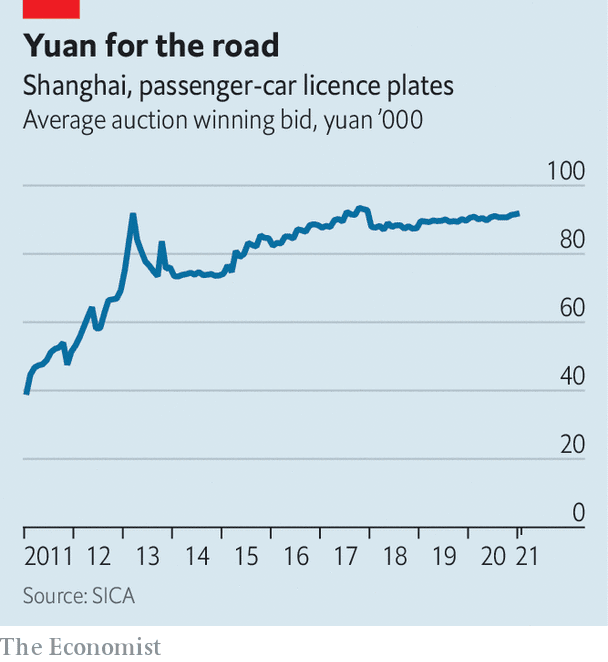 Yuan for the road
Shanghai, passenger-car licence plates
Average auction winning bid, yuan ’000
100
80
60
40
20
0
2011 12 13 14 15 16 17 18 19 20 21
Source: SICA
The Economist